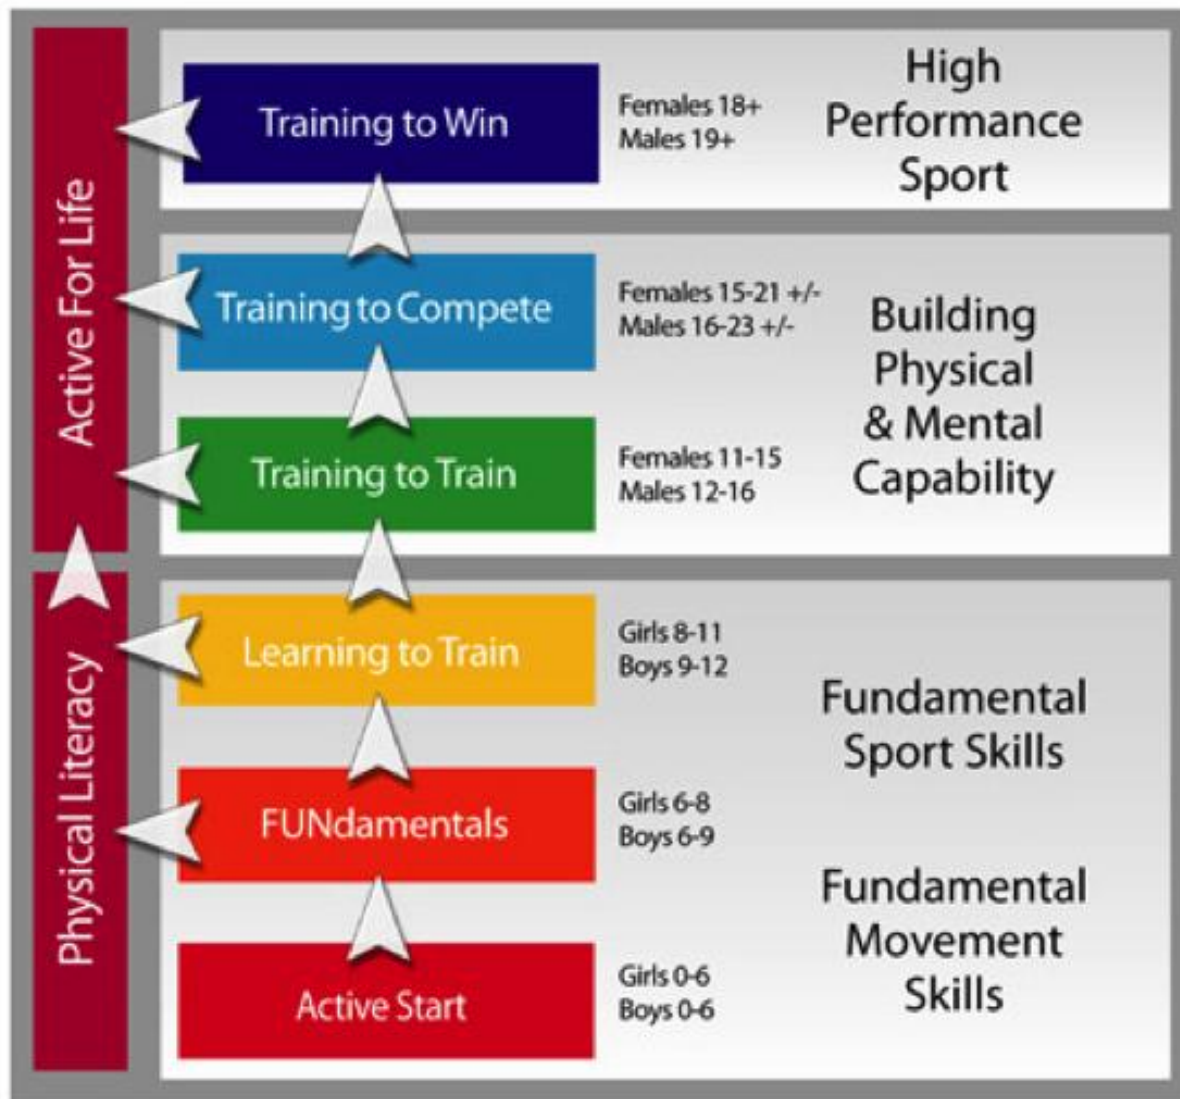 Active For Life
Physical Literacy
Training to Win
Females 18+
Males 19+
High
Performance
Sport
Training to Compete
Females 15-21 +/-
Males 16-23 +/-
Training to Train
Females 11-15
Males 12-16
Building
Physical
& Mental
Capability
Learning to Train
Girls 8-11
Boys 9-12
Fundamental
Sport Skills
FUNdamentals
Girls 6-8
Boys 6-9
Fundamental
Movement
Skills
Active Start
Girls 0-6
Boys 0-6